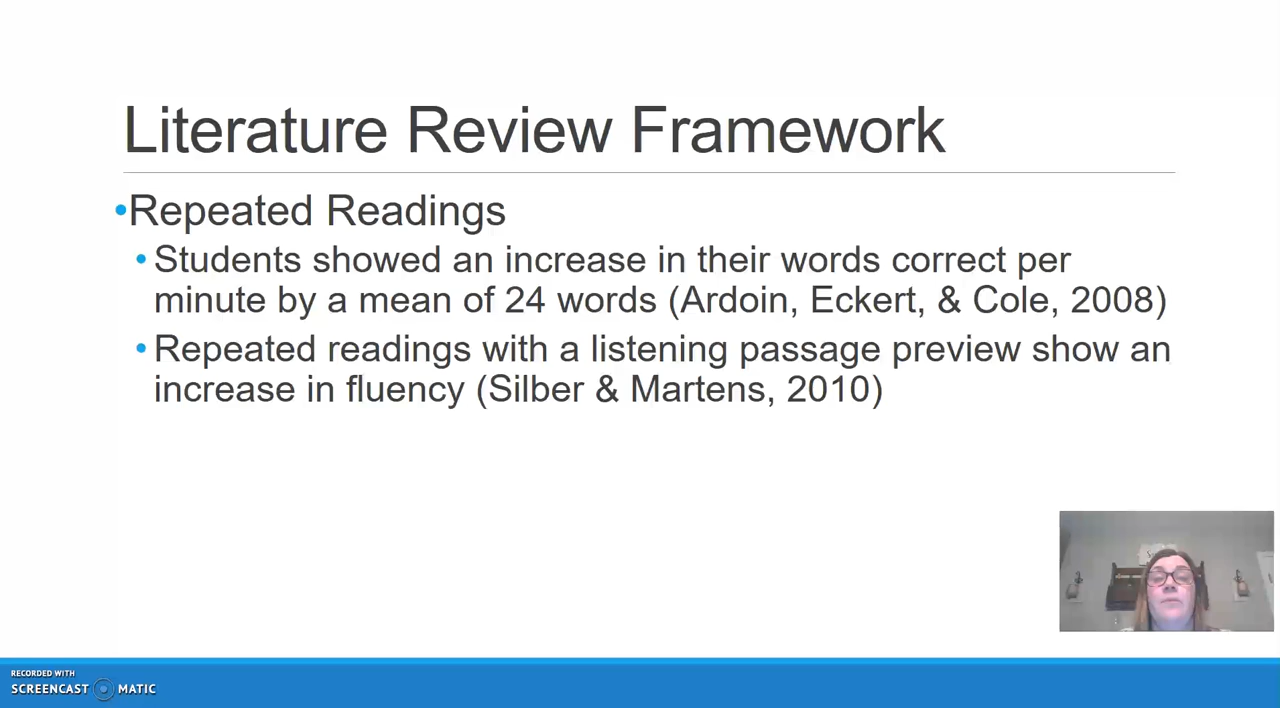 Literature Review Framework
•Repeated Readings
•Students showed an increase in their words correct per
minute by a mean of 24 words (Ardoin, Eckert, & Cole, 2008)
•Repeated readings with a listening passage preview show an
increase in fluency (Silber & Martens, 2010)
RECORDED WITH
SCREENCAST MATIC